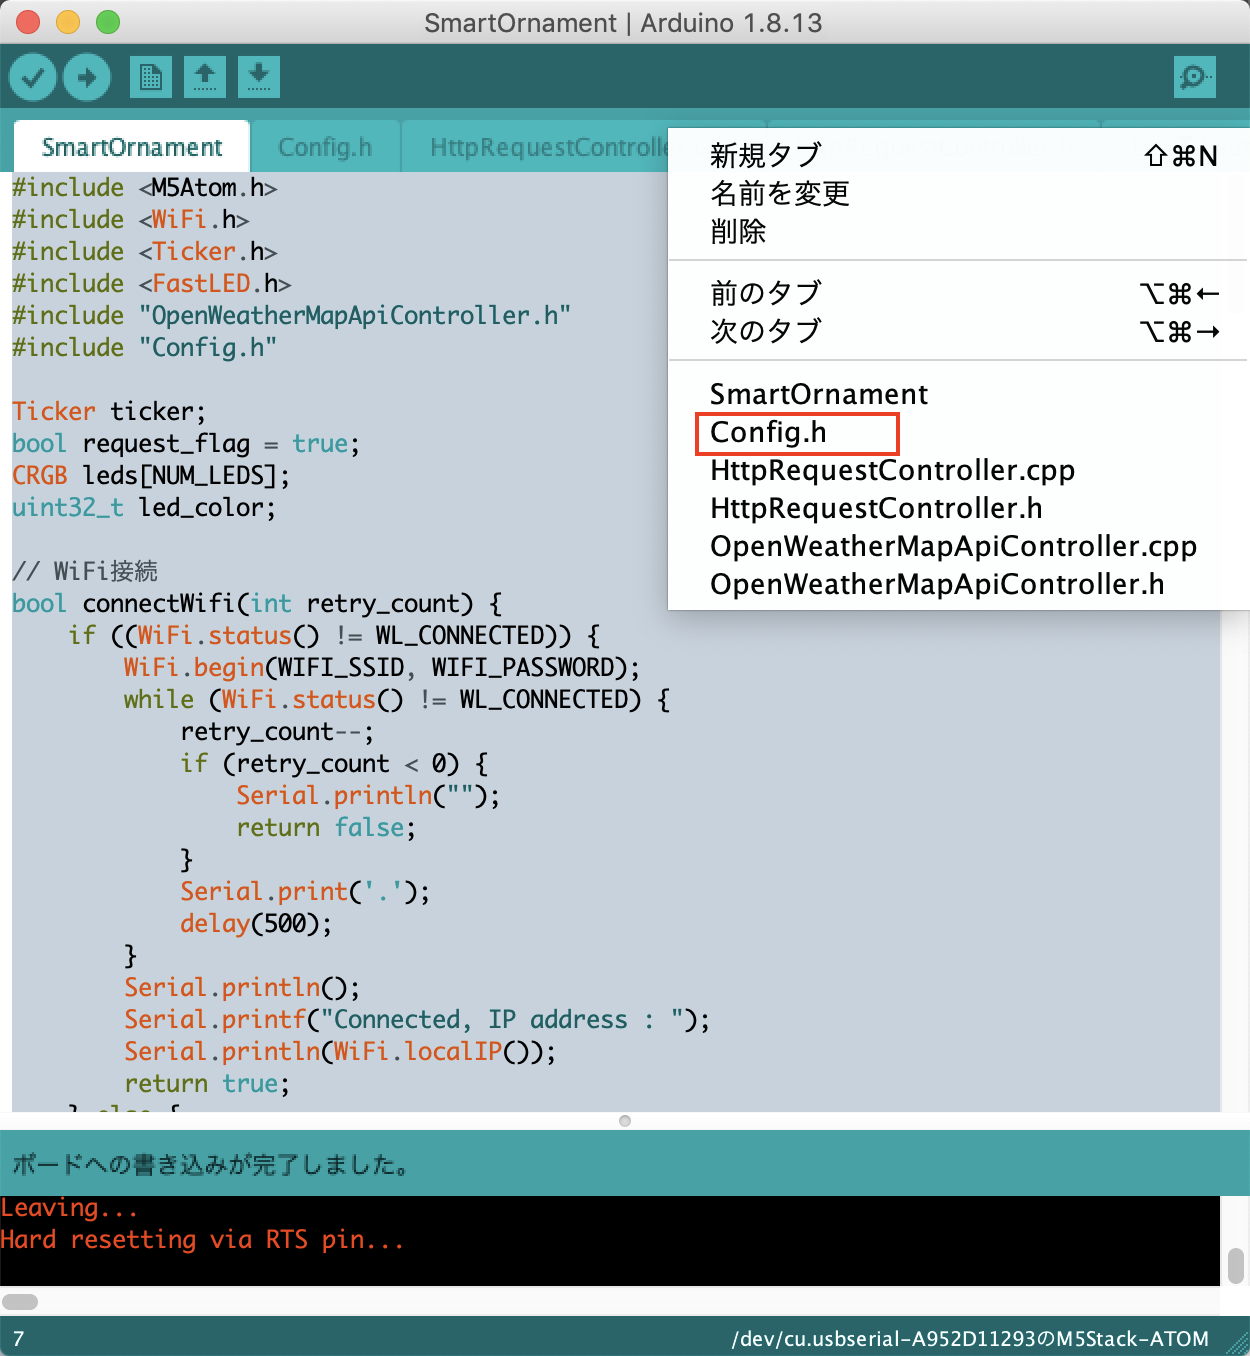 SmartOrnament | Arduino 1.8.13
SmartOrnament
Config.h
HttpRequestController
#include <M5Atom.h>
#include <WiFi.h>
#include <Ticker.h>
#include <FastLED.h>
#include "OpenWeatherMapApiController.h"
#include "Config.h"
Ticker ticker;
bool request_flag = true;
CRGB leds[NUM_LEDS];
uint32_t led_color;
// WiFi接続
bool connectWifi(int retry_count) {
    if ((WiFi.status() != WL_CONNECTED)) {
        WiFi.begin(WIFI_SSID, WIFI_PASSWORD);
        while (WiFi.status() != WL_CONNECTED) {
            retry_count--;
            if (retry_count < 0) {
                Serial.println("");
                return false;
            }
            Serial.print('.');
            delay(500);
        }
        Serial.println();
        Serial.printf("Connected, IP address : ");
        Serial.println(WiFi.localIP());
        return true;
    } else {
新規タブ ⇧⌘N
名前を変更
削除
前のタブ ⌥⌘←
次のタブ ⌥⌘→
SmartOrnament
Config.h
HttpRequestController.cpp
HttpRequestController.h
OpenWeatherMapApiController.cpp
OpenWeatherMapApiController.h
ボードへの書き込みが完了しました。
Leaving...
Hard resetting via RTS pin...
7
/dev/cu.usbserial-A952D11293のM5Stack-ATOM